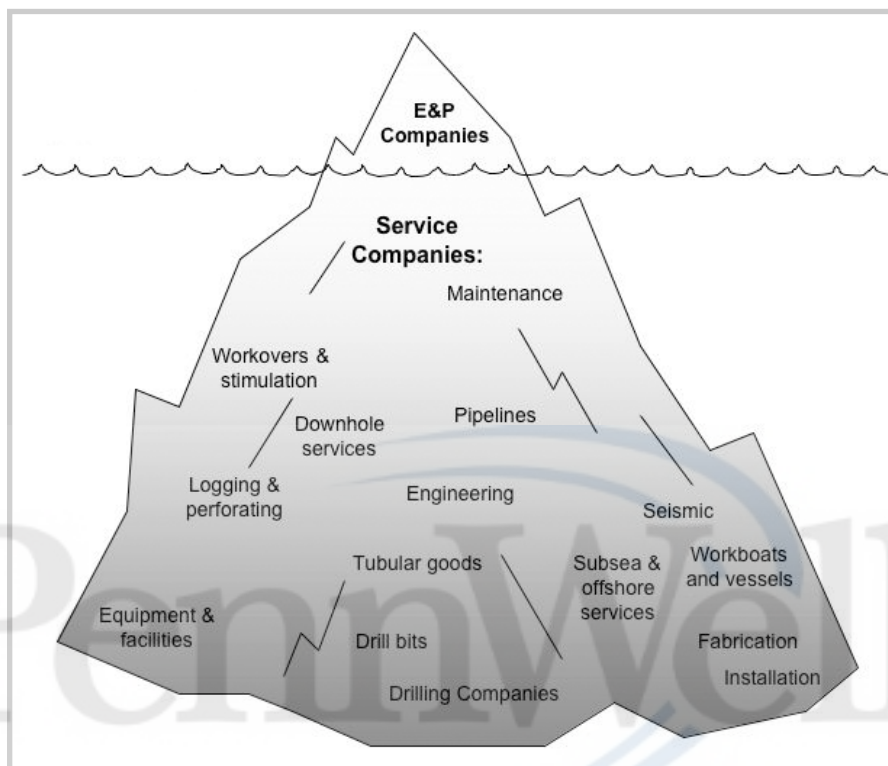 E&P
Companies
Service
Companies:
Maintenance
Workovers &
stimulation
Downhole
services
Pipelines
Logging &
perforating
Engineering
Seismic
Tubular goods
Subsea &
offshore
services
Workboats
and vessels
Equipment &
facilities
Drill bits
Fabrication
Installation
Drilling Companies
PennWell